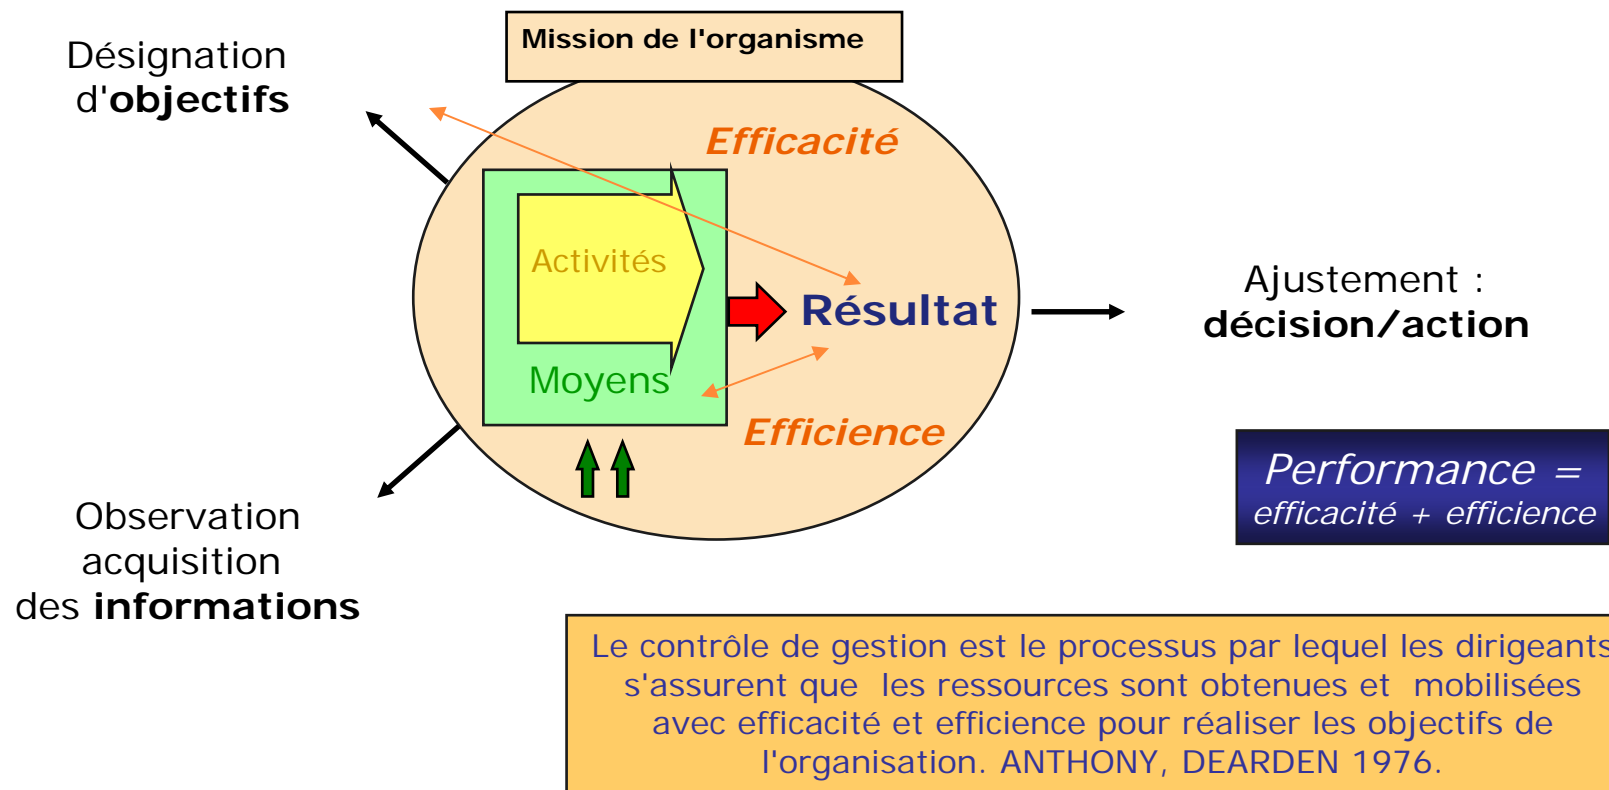 Mission de l'organisme
Désignation
d'objectifs
Efficacité
Activités
Résultat
Moyens
Efficience
Ajustement :
décision/action
Performance =
efficacité + efficience
Observation
acquisition
des informations
Le contrôle de gestion est le processus par lequel les dirigeants
s'assurent que les ressources sont obtenues et mobilisées
avec efficacité et efficience pour réaliser les objectifs de
l'organisation. ANTHONY, DEARDEN 1976.